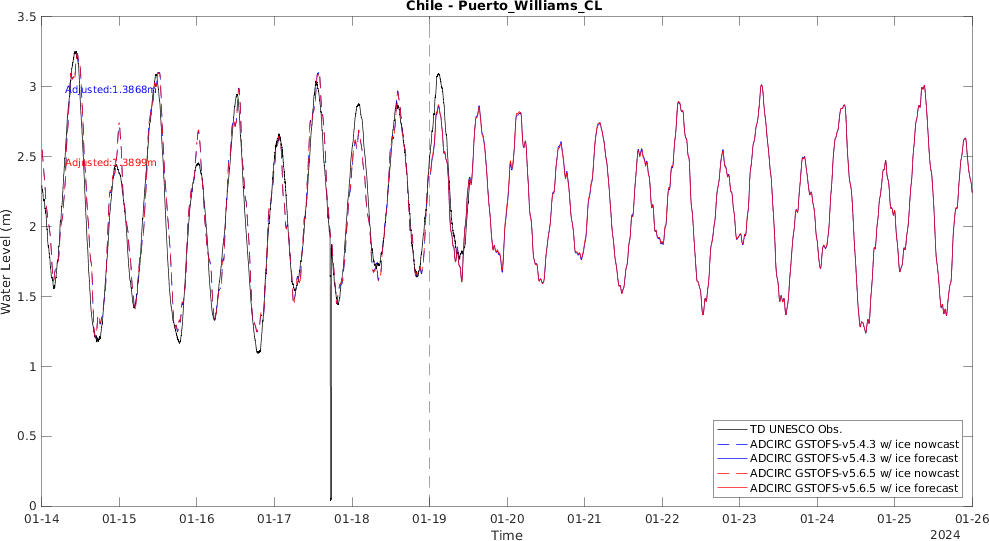 Chile - Puerto_Williams_CL
3.5
3
2.5
2
1.5
1
0.5
0
Water Level (m)
Adjusted:1.3868m
Adjusted:1.3899m
TD UNESCO Obs.
ADCIRC GSTOFS-v5.4.3 w/ ice nowcast
ADCIRC GSTOFS-v5.4.3 w/ ice forecast
ADCIRC GSTOFS-v5.6.5 w/ ice nowcast
ADCIRC GSTOFS-v5.6.5 w/ ice forecast
01-14 01-15 01-16 01-17 01-18 01-19 01-20 01-21 01-22 01-23 01-24 01-25 01-26
Time
2024